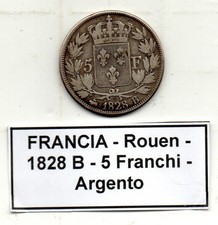 5 F
1828 B
FRANCIA - Rouen -
1828 B - 5 Franchi -
Argento